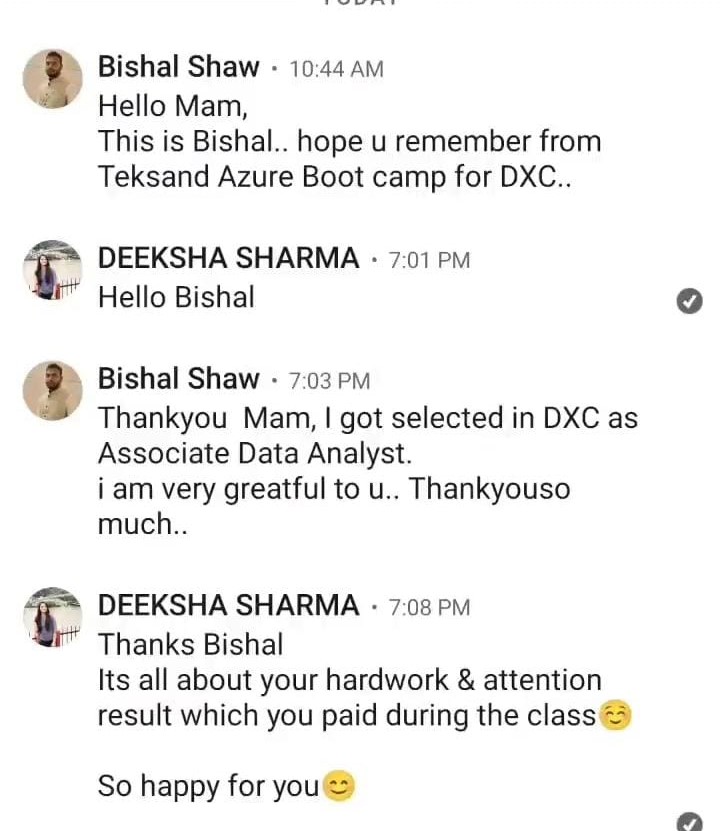 TODAY
Bishal Shaw • 10:44 AM
Hello Mam,
This is Bishal.. hope u remember from
Teksand Azure Boot camp for DXC..
DEEKSHA SHARMA • 7:01 PM
Hello Bishal
Bishal Shaw • 7:03 PM
Thankyou Mam, I got selected in DXC as
Associate Data Analyst.
i am very greatful to u.. Thankyouso
much..
DEEKSHA SHARMA • 7:08 PM
Thanks Bishal
Its all about your hardwork & attention
result which you paid during the class😊
So happy for you😊